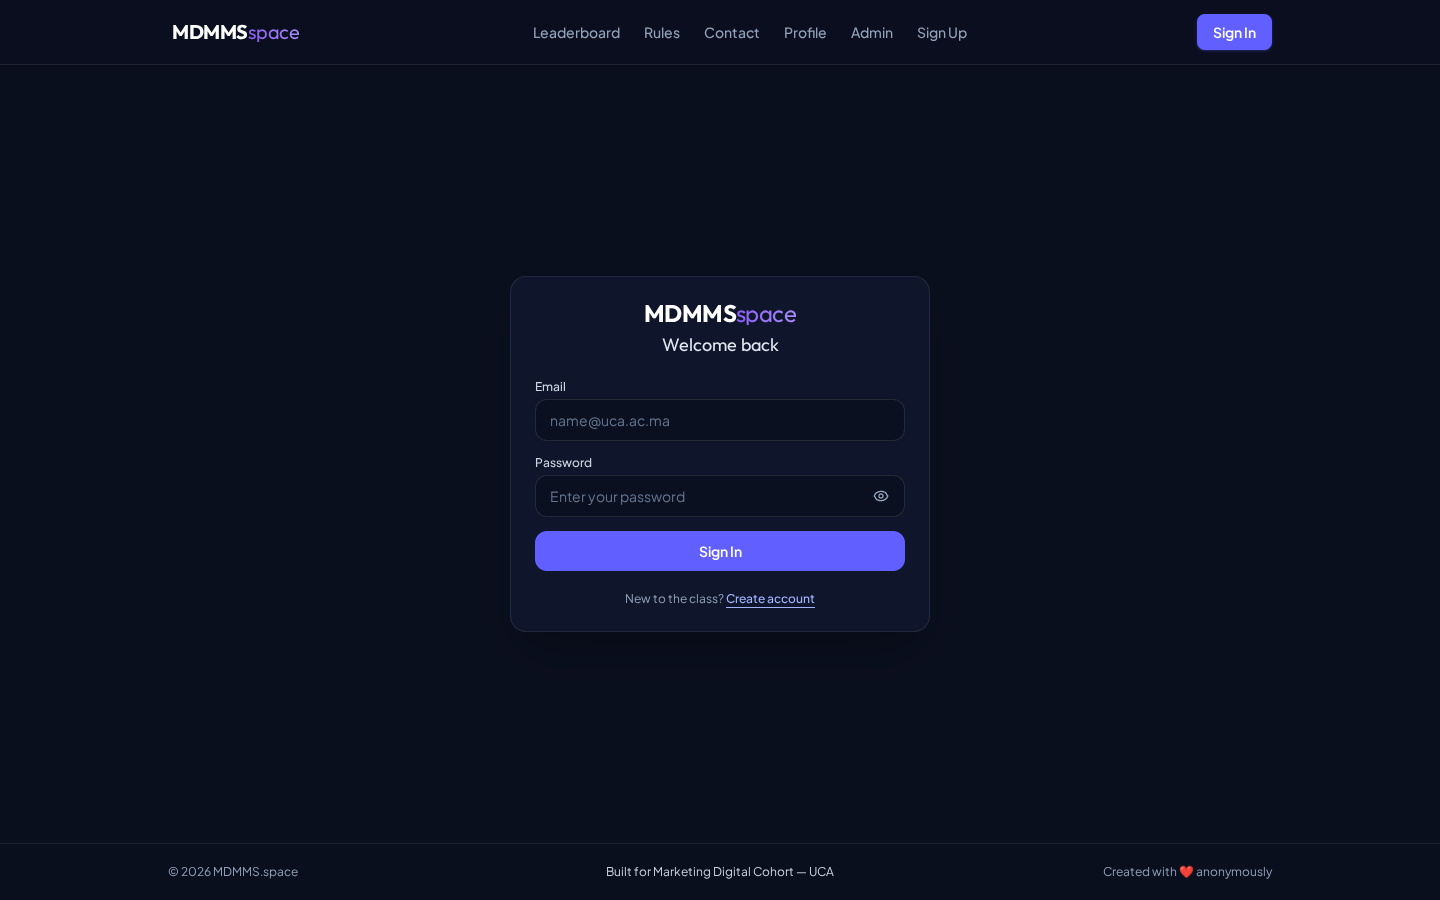 MDMMSspace
Leaderboard Rules Contact Profile Admin Sign Up
Sign In
MDMMSspace
Welcome back
Email
name@uca.ac.ma
Password
Enter your password
Sign In
New to the class? Create account
© 2026 MDMMS.space
Built for Marketing Digital Cohort — UCA
Created with ❤️ anonymously